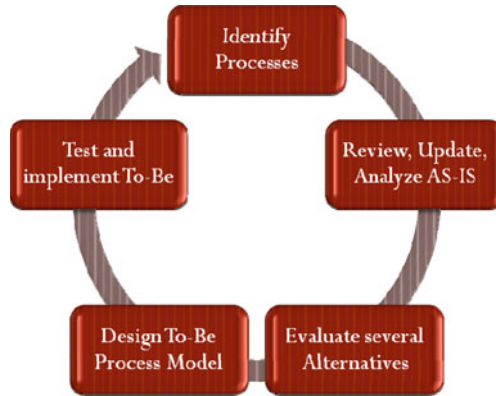 Identify
Processes
Review, Update,
Analyze AS-IS
Evaluate several
Alternatives
Design To-Be
Process Model
Test and
implement To-Be